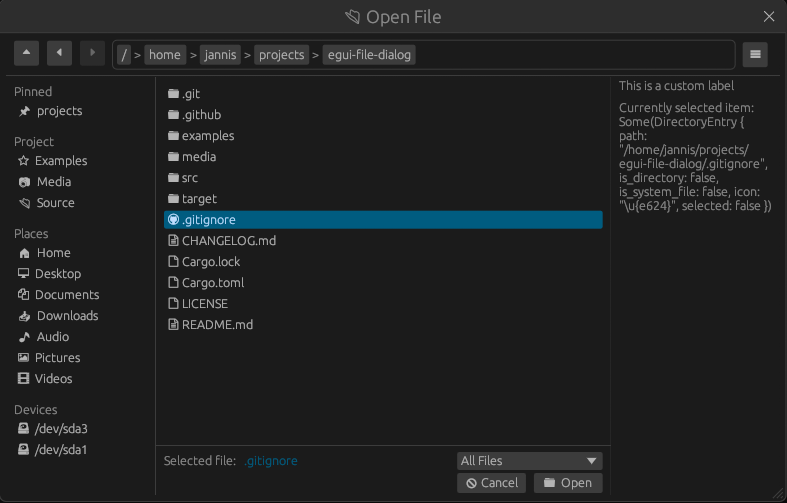 Open File
/ > home > jannis > projects > egui-file-dialog
Pinned
projects
Project
Examples
Media
Source
Places
Home
Desktop
Documents
Downloads
Audio
Pictures
Videos
Devices
/dev/sda3
/dev/sda1
.git
.github
examples
media
src
target
.gitignore
CHANGELOG.md
Cargo.lock
Cargo.toml
LICENSE
README.md
Selected file: .gitignore
All Files
Cancel
Open
This is a custom label
Currently selected item:
Some(DirectoryEntry {
path:
"/home/jannis/projects/
egui-file-dialog/.gitignore",
is_directory: false,
is_system_file: false, icon:
"\u{e624}", selected: false })